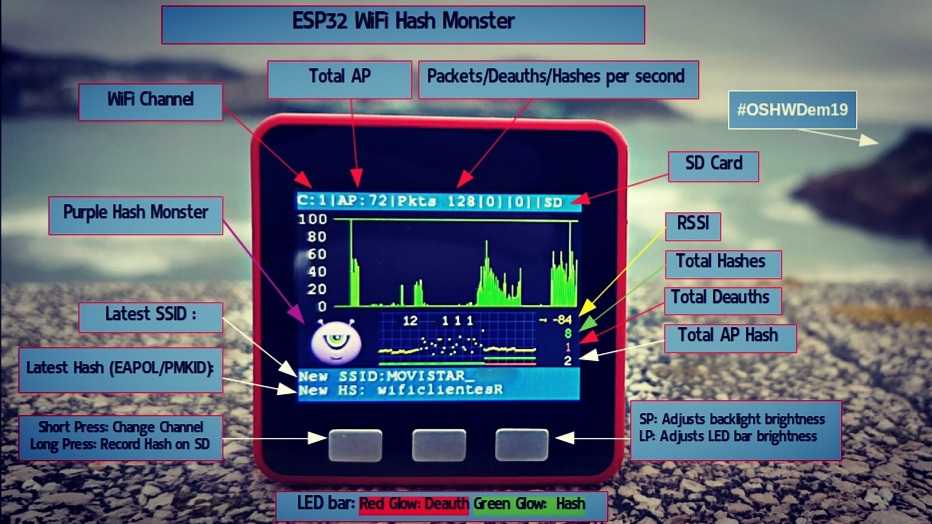 ESP32 WiFi Hash Monster
Total AP
Packets/Deauths/Hashes per second
WiFi Channel
#OSHWDem19
SD Card
C:1|AP:72|Pkts 128[0][0]|SD
Purple Hash Monster
RSSI
100
80
60
40
20
0
Total Hashes
Total Deauths
Latest SSID :
12 1 1 1
-84
8
1
2
Total AP Hash
Latest Hash (EAPOL/PMKID):
New SSID:MOVISTAR_
New HS: wificlientesR
Short Press: Change Channel
Long Press: Record Hash on SD
SP: Adjusts backlight brightness
LP: Adjusts LED bar brightness
LED bar: Red Glow: Deauth Green Glow: Hash